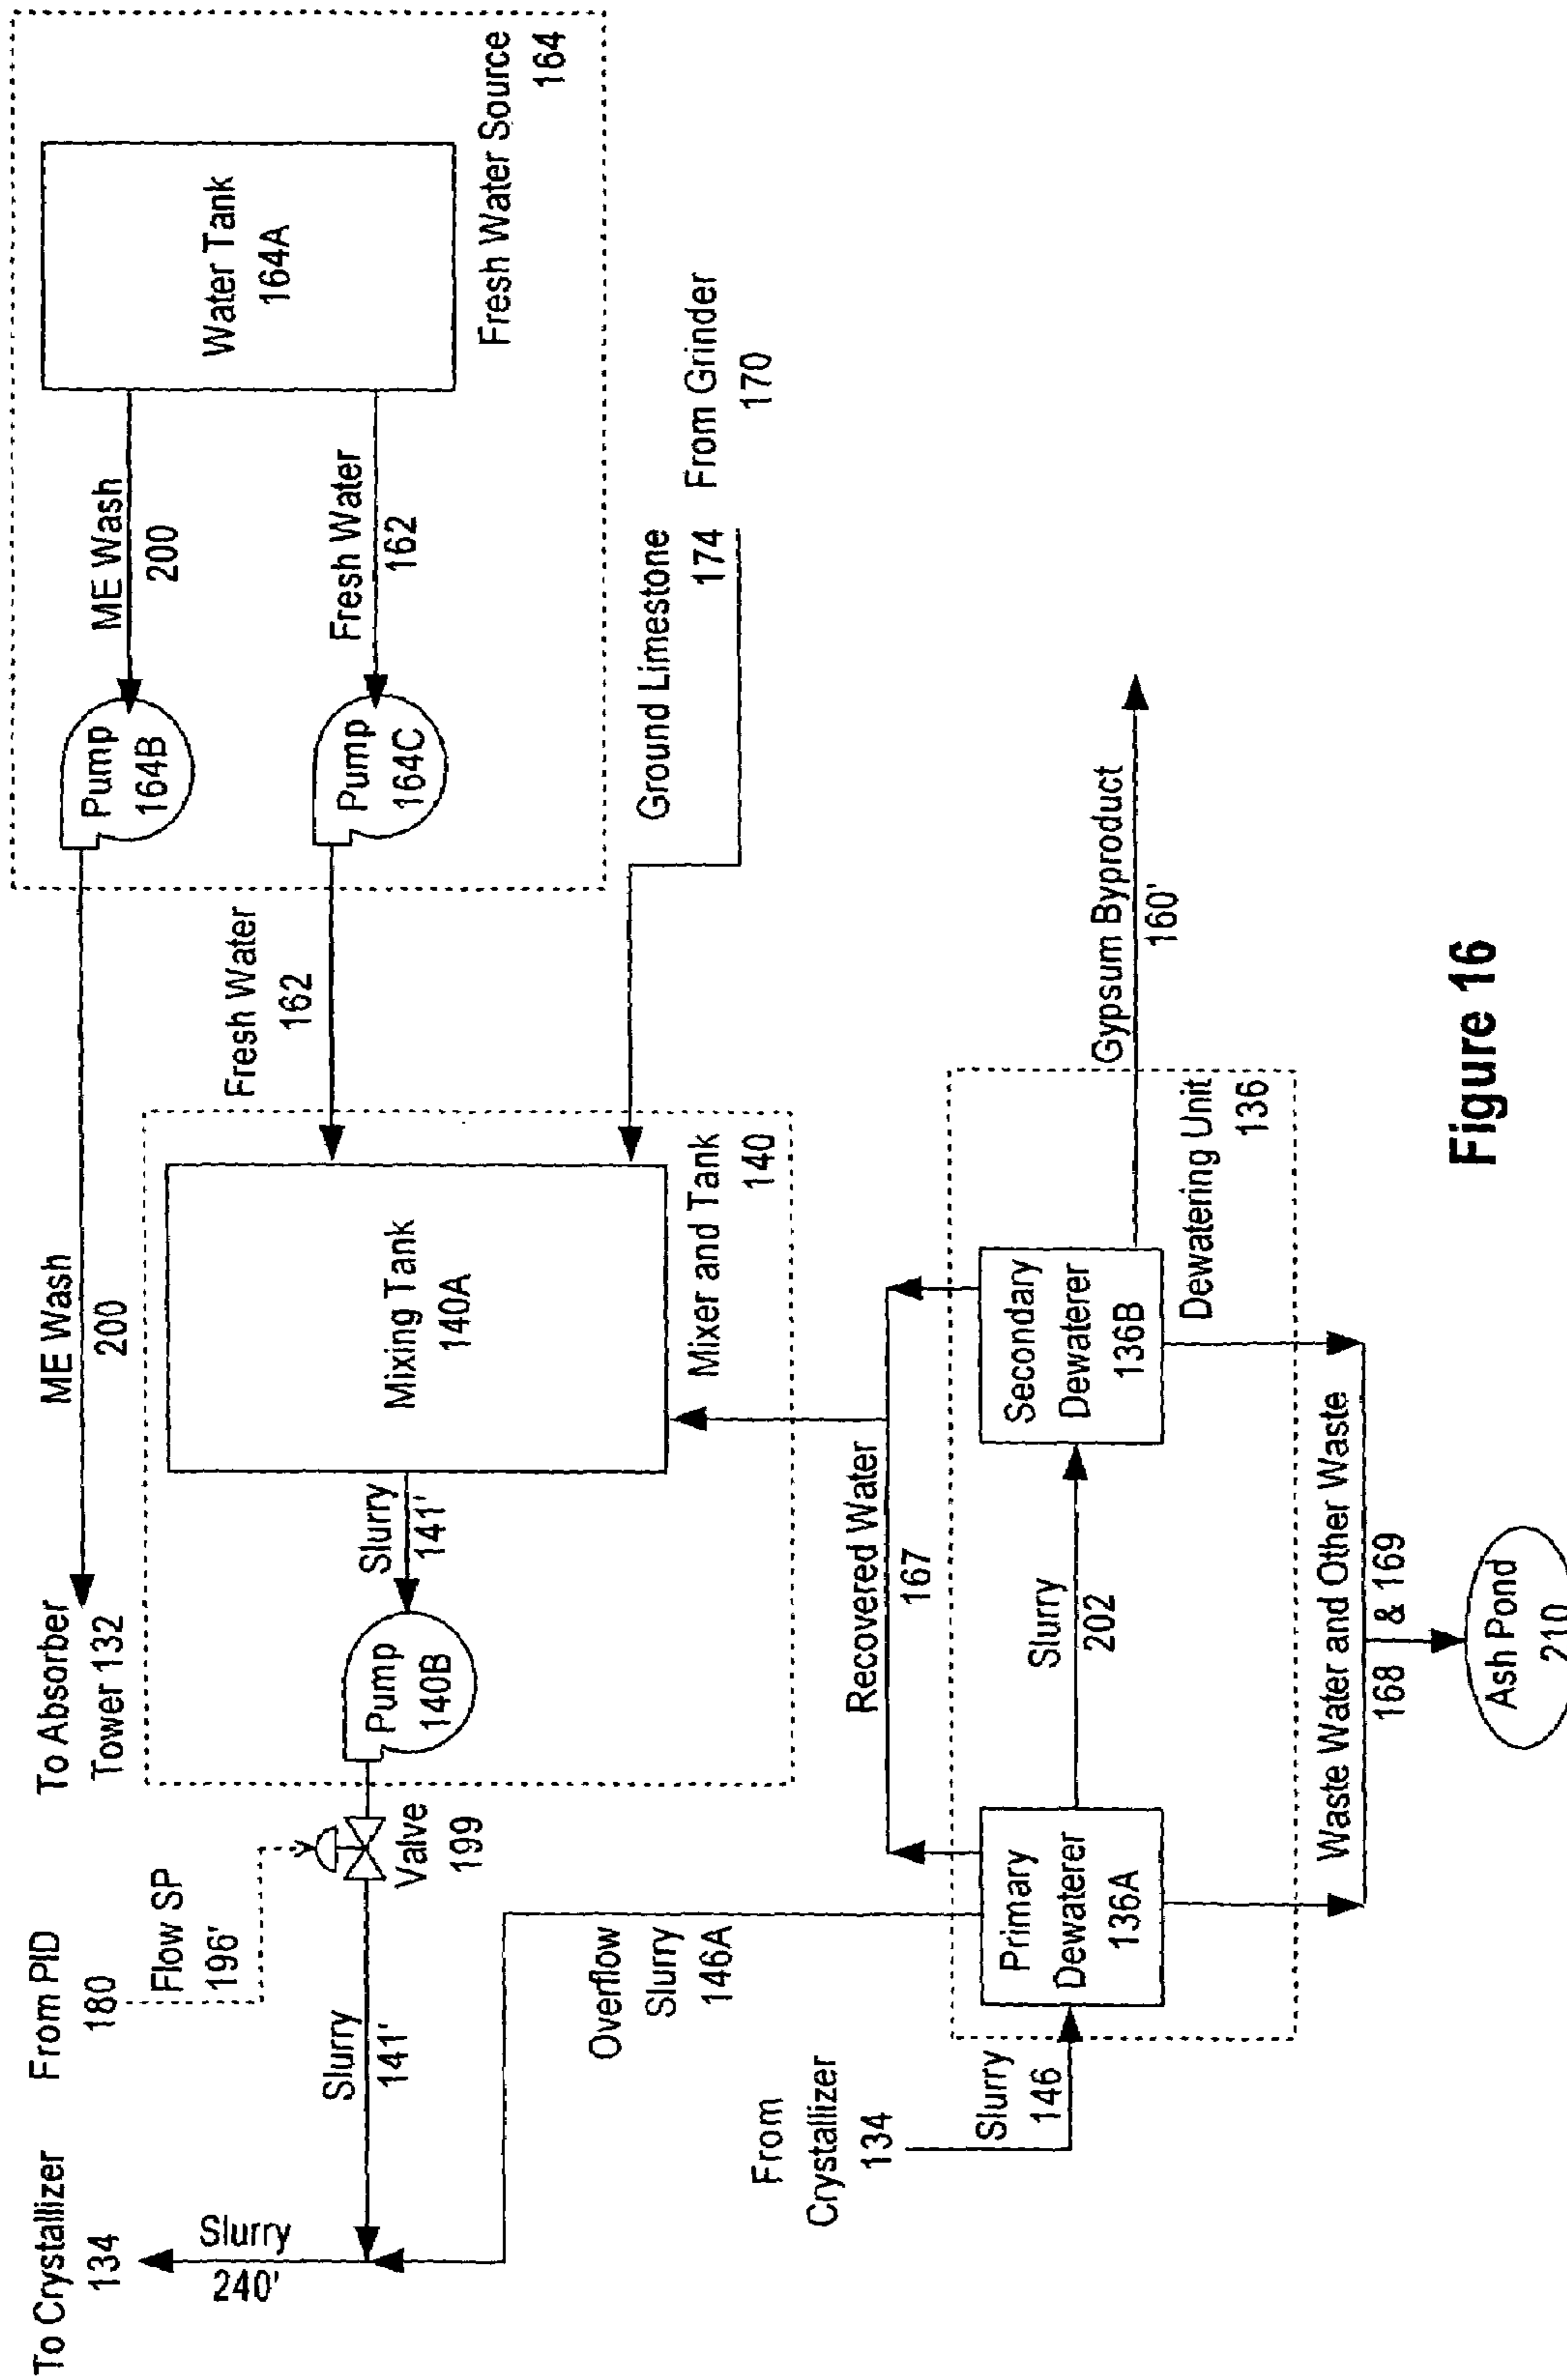 To Crystallizer
134
Slurry
240'
From PID
180
Flow SP
196'
Slurry
141'
Valve
199
To Absorber
Tower 132
ME Wash
200
Pump
140B
Slurry
141'
Mixing Tank
140A
Mixer and Tank
140
Fresh Water
162
Pump
164B
Pump
164C
ME Wash
200
Fresh Water
162
Water Tank
164A
Fresh Water Source
164
Ground Limestone
174
From Grinder
170
Overflow
Slurry
146A
Recovered Water
167
From
Crystallizer
134
Slurry
146
Primary
Dewaterer
136A
Slurry
202
Secondary
Dewaterer
136B
Dewatering Unit
136
Gypsum Byproduct
160'
Waste Water and Other Waste
168 & 169
Ash Pond
210
Figure 16